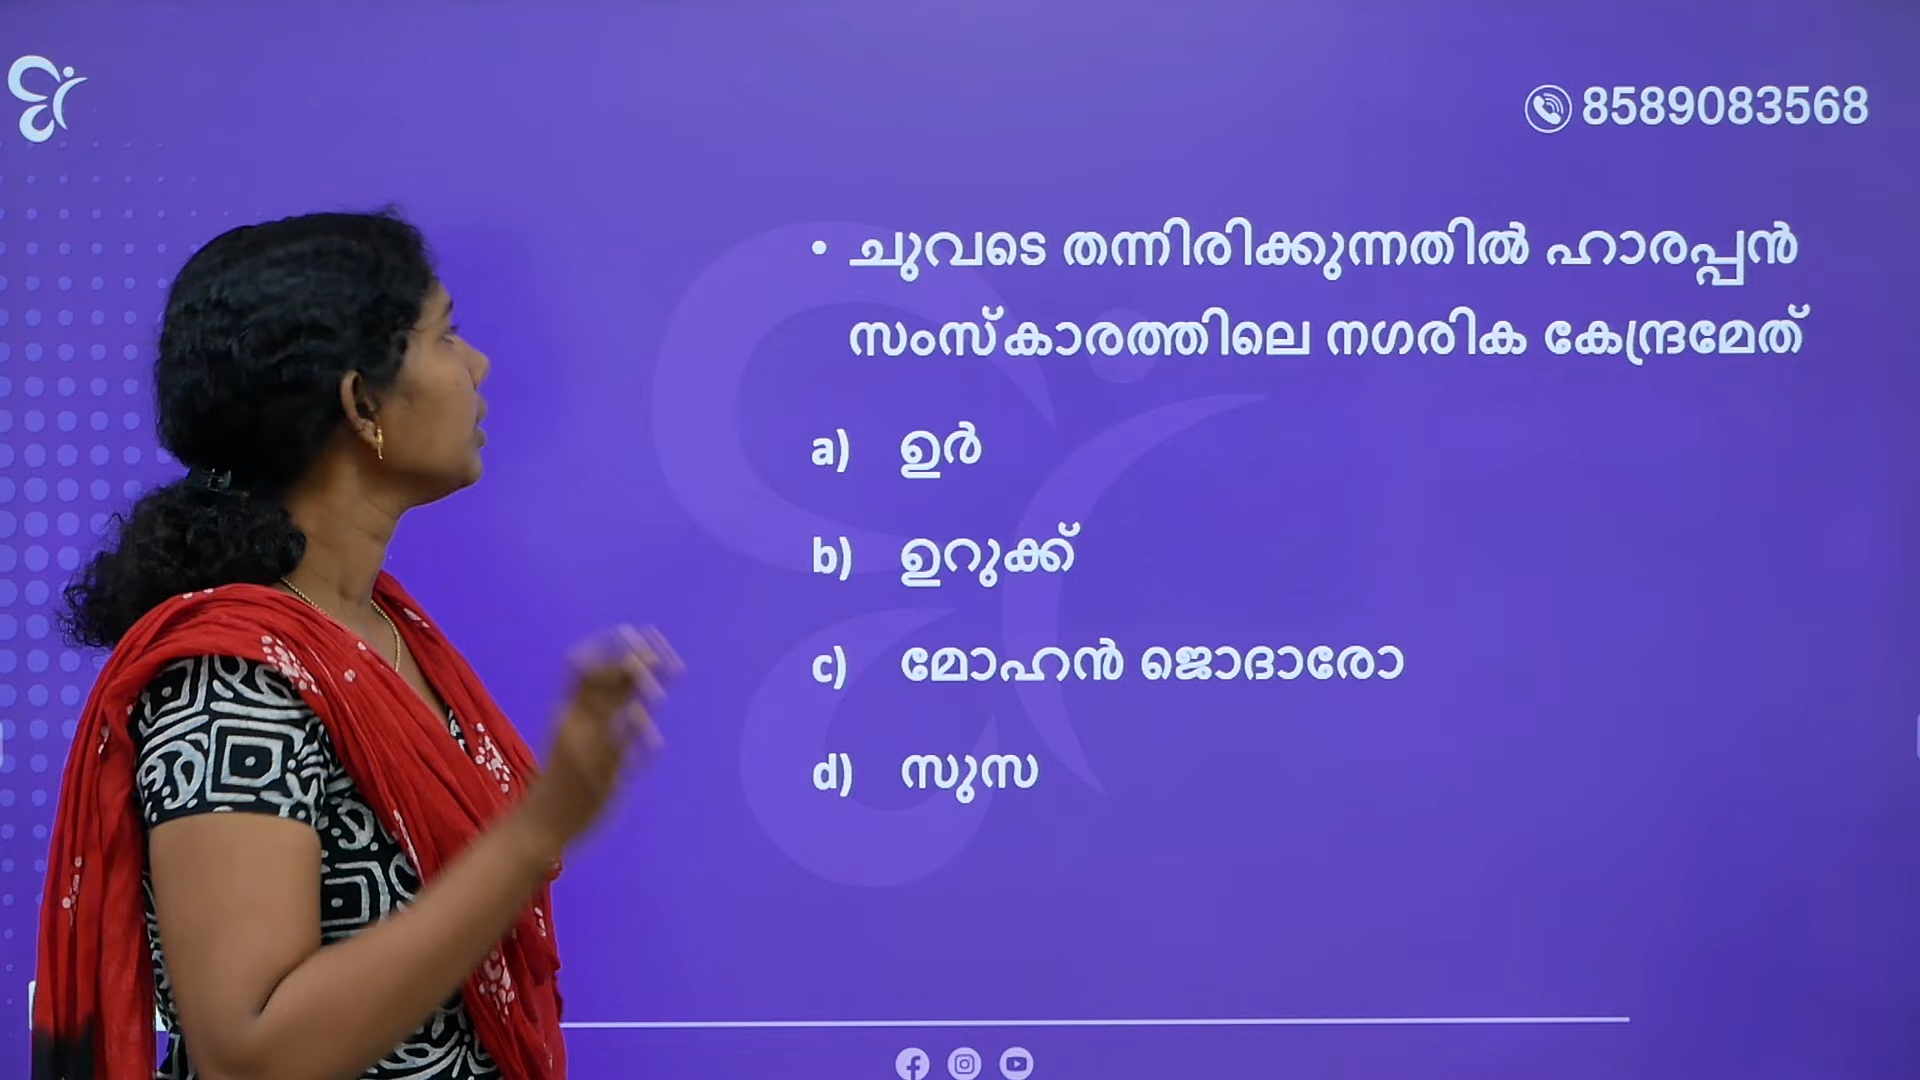 8589083568
• ചുവടെ തന്നിരിക്കുന്നതിൽ ഹാരപ്പൻ
സംസ്കാരത്തിലെ നഗരിക കേന്ദ്രമേത്
a) ഉർ
b) ഉറുക്ക്
c) മോഹൻ ജൊദാരോ
d) സുസ